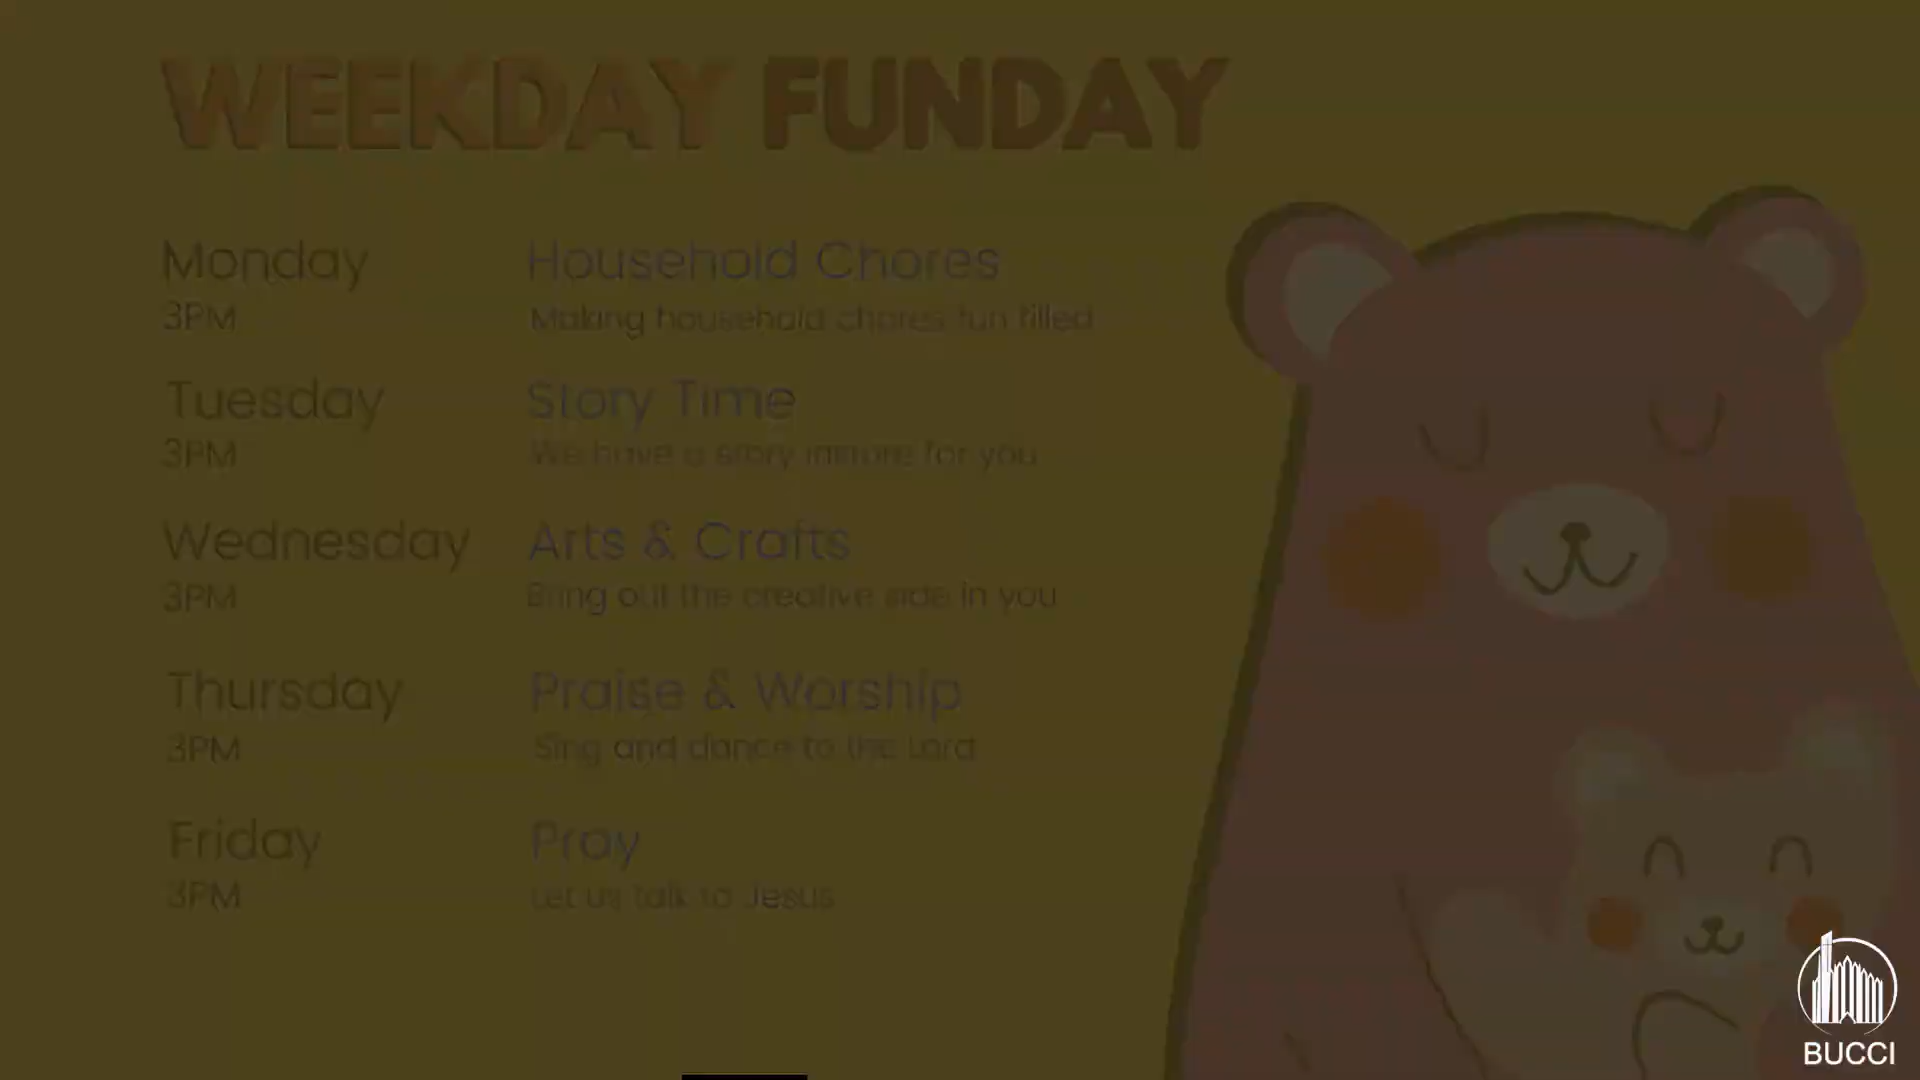 WEEKDAY FUNDAY
Monday
Household Chores
3PM
Making household chores fun filled
Tuesday
Story Time
3PM
We have a story in store for you
Wednesday
Arts & Crafts
3PM
Bring out the creative side in you
Thursday
Praise & Worship
3PM
Sing and dance to the Lord
Friday
Pray
3PM
Let us talk to Jesus
BUCCI